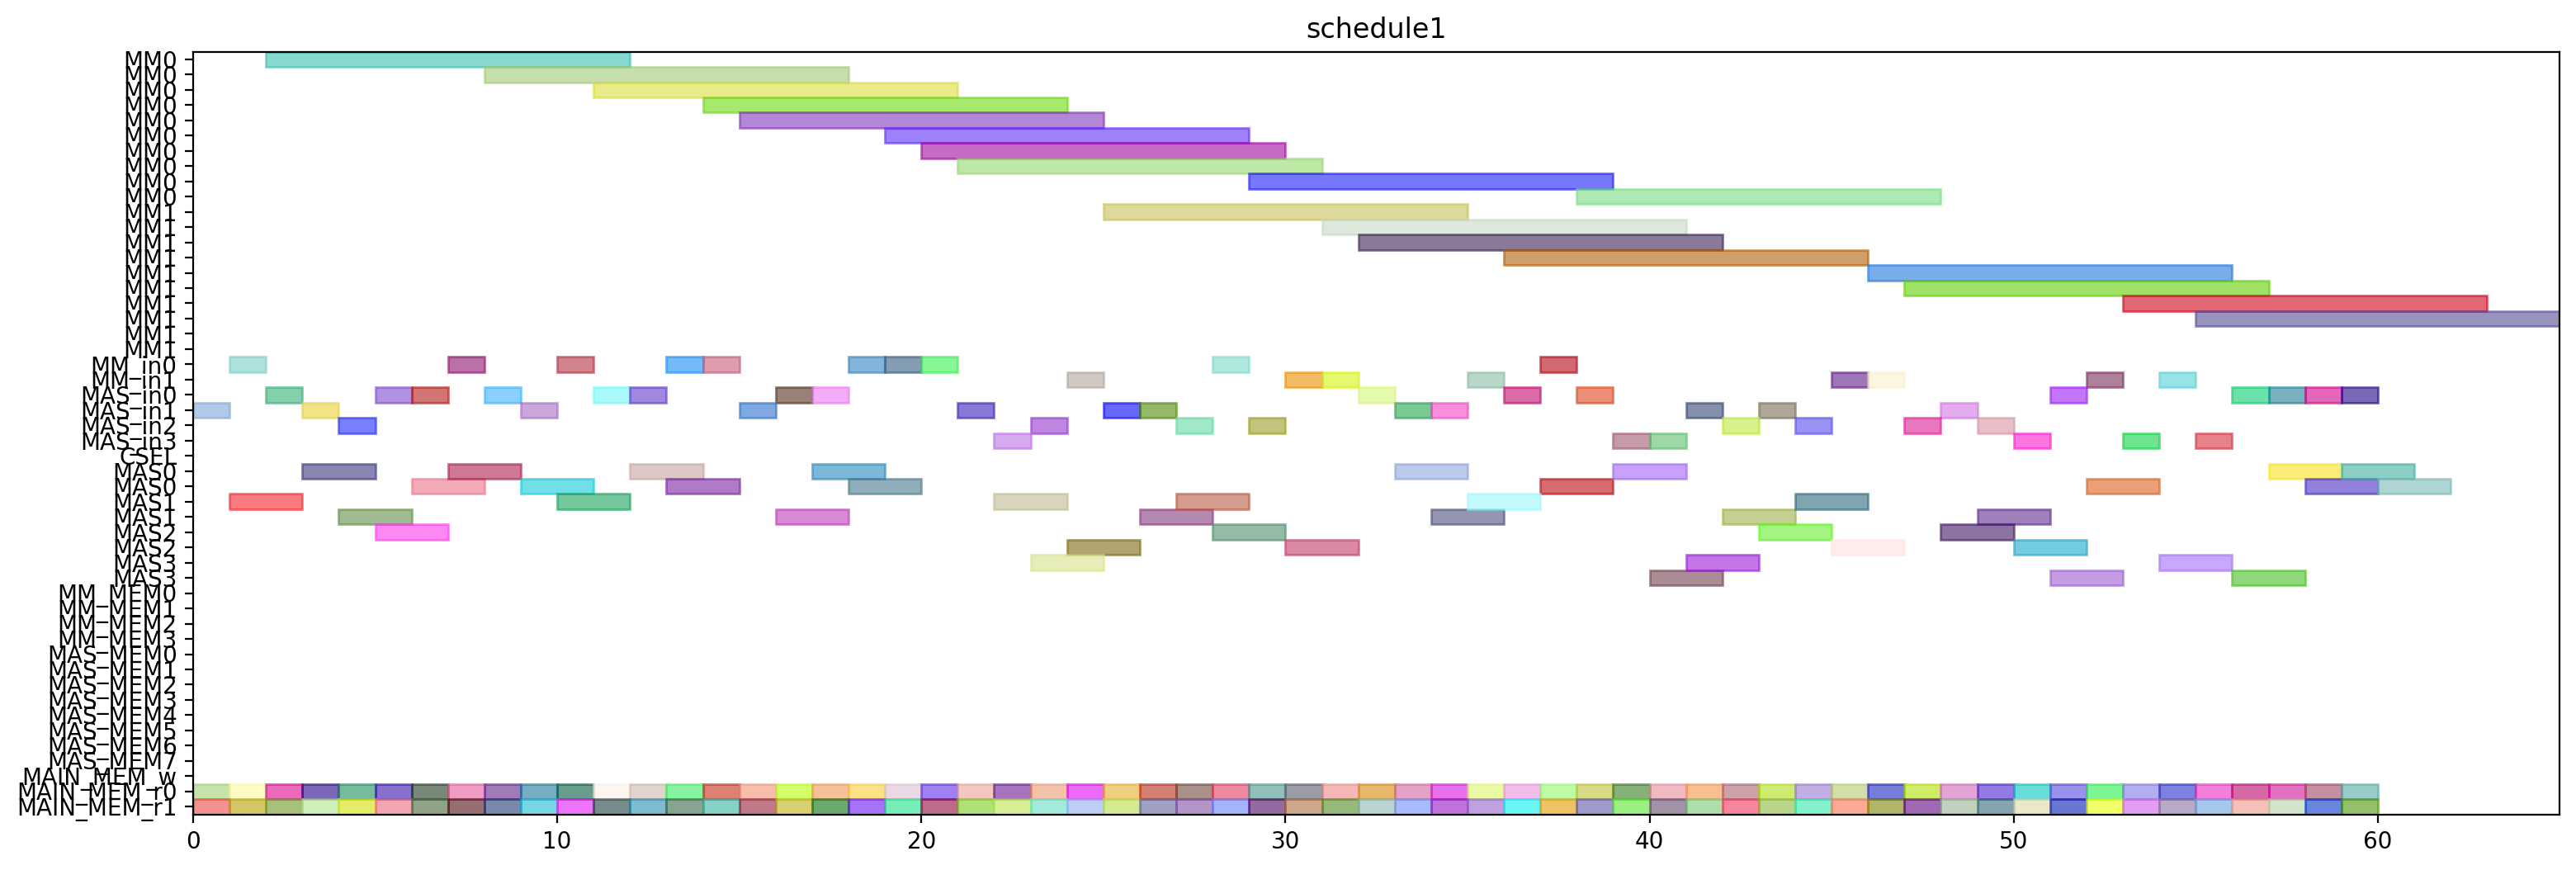 schedule1
MM0
MM0
MM0
MM0
MM0
MM0
MM0
MM0
MM0
MM0
MM1
MM1
MM1
MM1
MM1
MM1
MM1
MM1
MM1
MM1
MM_in0
MM_in1
MAS_in0
MAS_in1
MAS_in2
MAS_in3
CSEL
MAS0
MAS0
MAS1
MAS1
MAS2
MAS2
MAS3
MAS3
MM_MEM0
MM_MEM1
MM_MEM2
MM_MEM3
MAS_MEM0
MAS_MEM1
MAS_MEM2
MAS_MEM3
MAS_MEM4
MAS_MEM5
MAS_MEM6
MAS_MEM7
MAIN_MEM_w
MAIN_MEM_r0
MAIN_MEM_r1
0 10 20 30 40 50 60